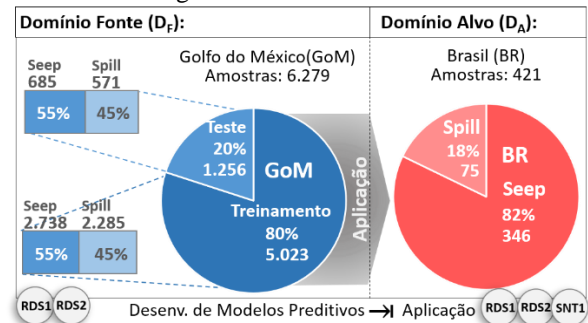 Domínio Fonte (D_F):
Domínio Alvo (D_A):
Golfo do México(GoM)
Amostras: 6.279
Brasil (BR)
Amostras: 421
Seep Spill
685 571
55% 45%
Teste
20%
1.256
GoM
Treinamento
80%
5.023
Seep Spill
2.738 2.285
55% 45%
Aplicação
Spill
18%
75
BR
Seep
82%
346
RDS1 RDS2
Desenv. de Modelos Preditivos
Aplicação
RDS1 RDS2 SNT1